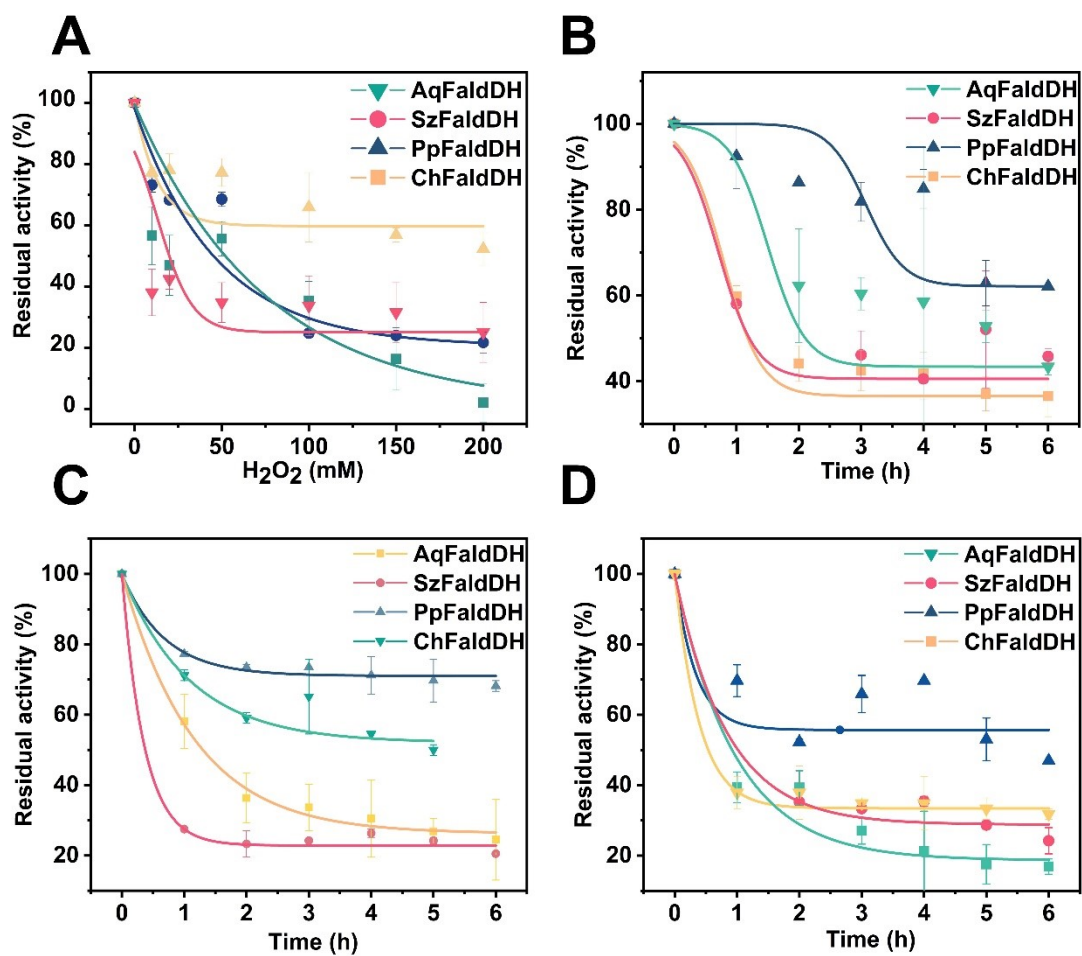 A
Residual activity (%)
100
80
60
40
20
0
AqFaldDH
SzFaldDH
PpFaldDH
ChFaldDH
0
50
100
150
200
H₂O₂ (mM)
B
Residual activity (%)
100
80
60
40
AqFaldDH
SzFaldDH
PpFaldDH
ChFaldDH
0
1
2
3
4
5
6
Time (h)
C
Residual activity (%)
100
80
60
40
20
AqFaldDH
SzFaldDH
PpFaldDH
ChFaldDH
0
1
2
3
4
5
6
Time (h)
D
Residual activity (%)
100
80
60
40
20
AqFaldDH
SzFaldDH
PpFaldDH
ChFaldDH
0
1
2
3
4
5
6
Time (h)